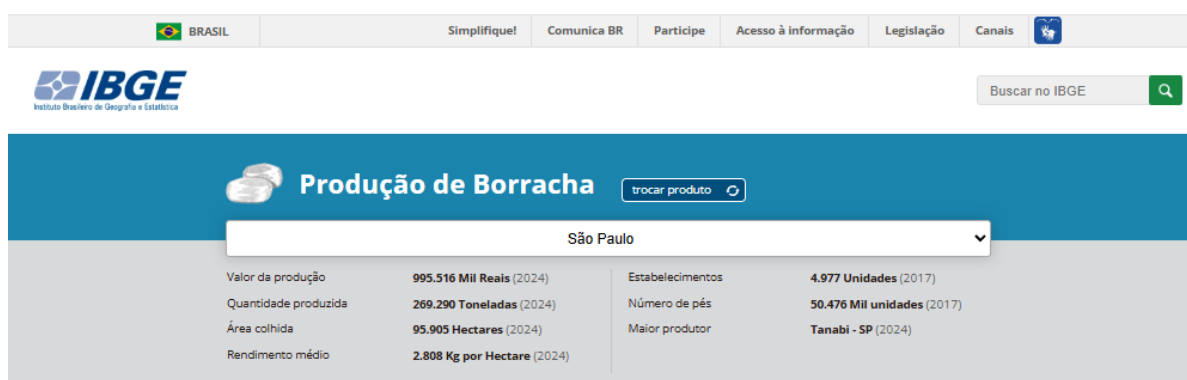 BRASIL Simplifique! Comunica BR Participe Acesso à informação Legislação Canais
IBGE
Instituto Brasileiro de Geografia e Estatística
Buscar no IBGE
Produção de Borracha
trocar produto
São Paulo
Valor da produção 995.516 Mil Reais (2024)
Quantidade produzida 269.290 Toneladas (2024)
Área colhida 95.905 Hectares (2024)
Rendimento médio 2.808 Kg por Hectare (2024)
Estabelecimentos 4.977 Unidades (2017)
Número de pés 50.476 Mil unidades (2017)
Maior produtor Tanabi - SP (2024)